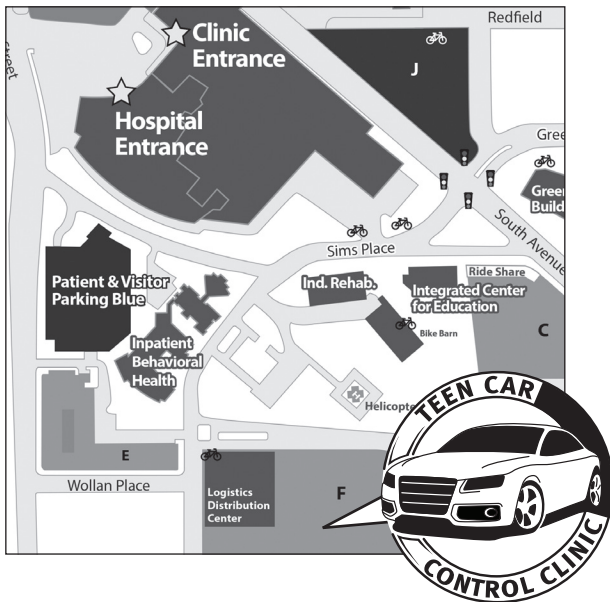 Redfield
Street
Clinic
Entrance
J
Hospital
Entrance
Gree
Green
Build
South Avenue
Sims Place
Ride Share
Patient & Visitor
Parking Blue
Ind. Rehab.
Integrated Center
for Education
Bike Barn
C
Inpatient
Behavioral
Health
Helicopte
TEEN CAR
E
F
Wollan Place
Logistics
Distribution
Center
CONTROL CLINIC